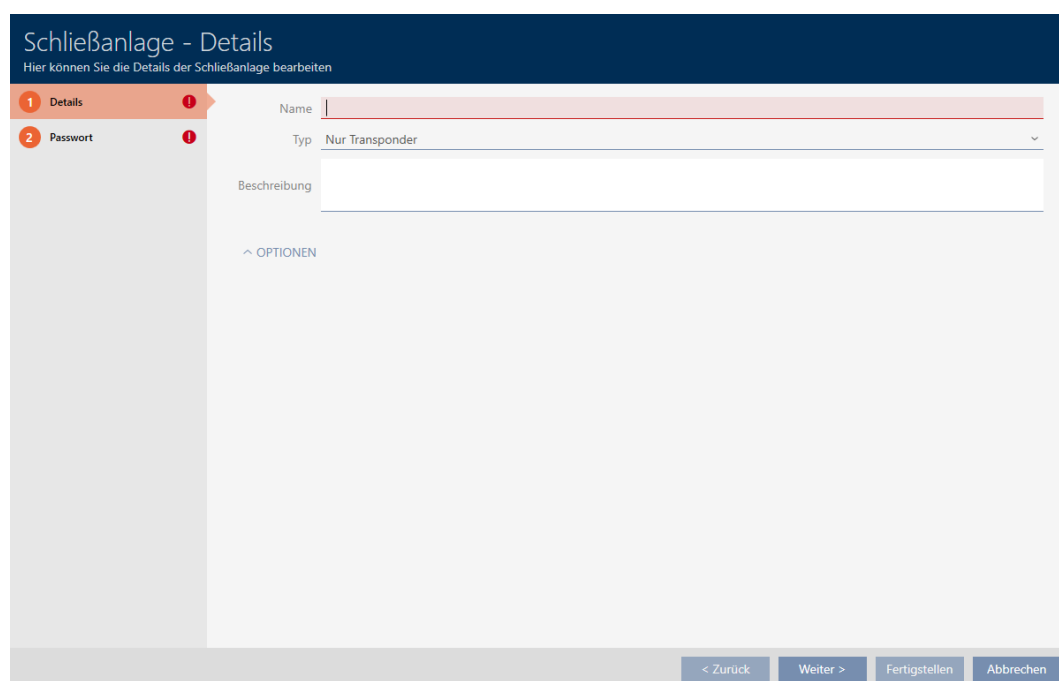 Schließanlage - Details
Hier können Sie die Details der Schließanlage bearbeiten
1 Details !
2 Passwort !
Name
Typ Nur Transponder
Beschreibung
OPTIONEN
< Zurück Weiter > Fertigstellen Abbrechen